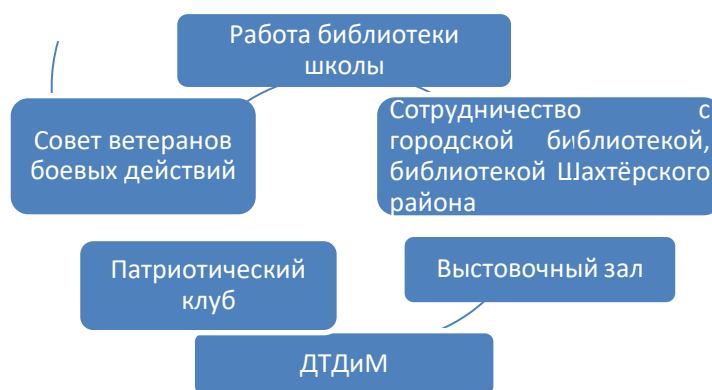 Работа библиотеки
школы
Совет ветеранов
боевых действий
Сотрудничество с
городской библиотекой,
библиотекой Шахтёрского
района
Патриотический
клуб
Выстовочный зал
ДТДиМ